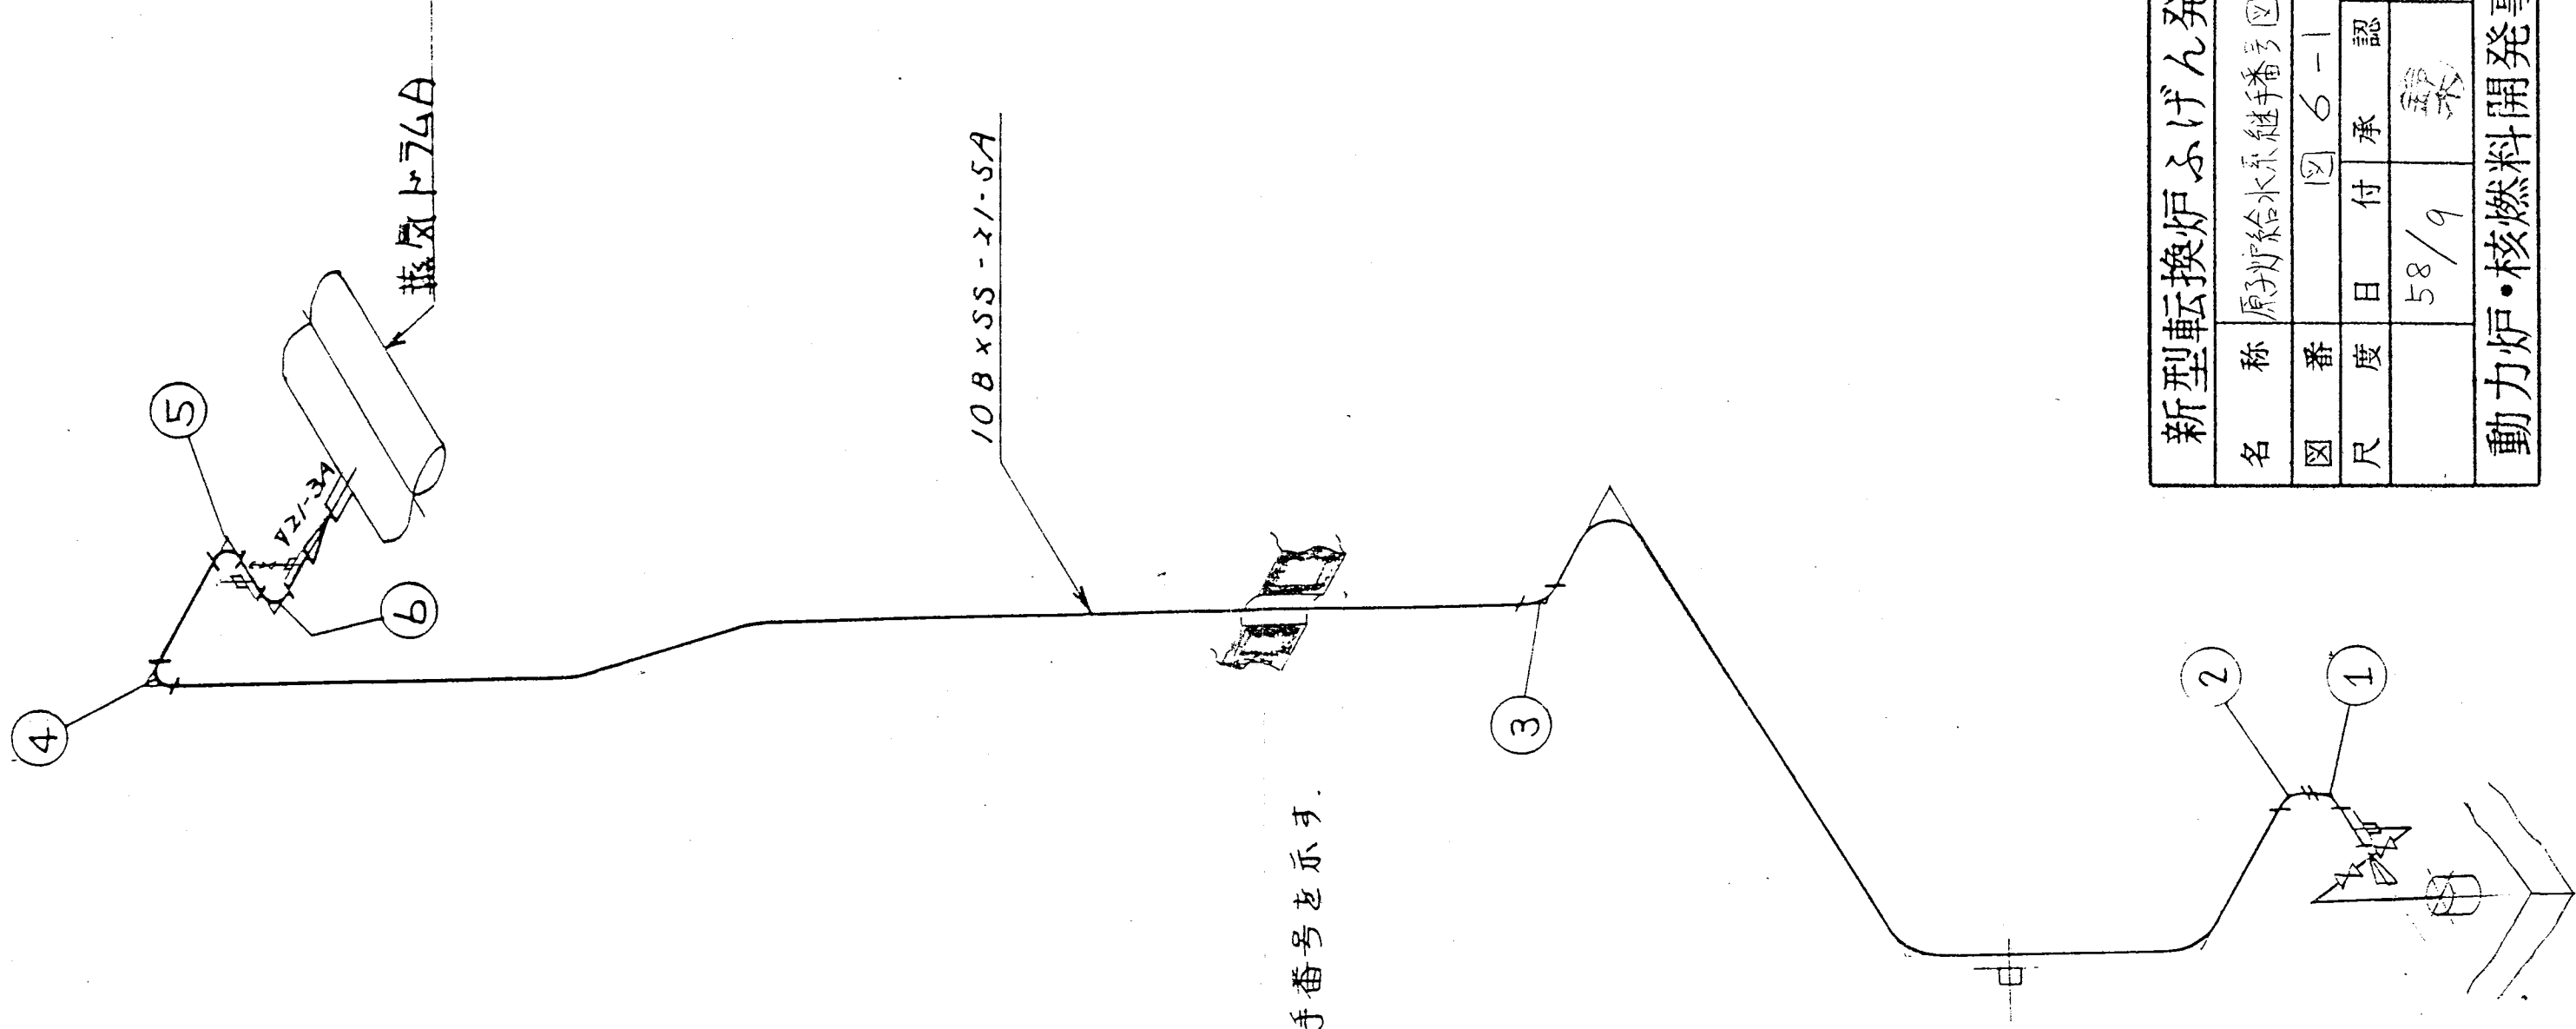 蒸気ドラムA
V21-3A
10B×SS-21-5A
⑤
⑥
④
③
②
①
手番号を示す.
新型転換炉ふげん発
名称 原子炉給水系継手番号図
図番 図6-1
尺度 日付 承認
58/9
動力炉・核燃料開発事